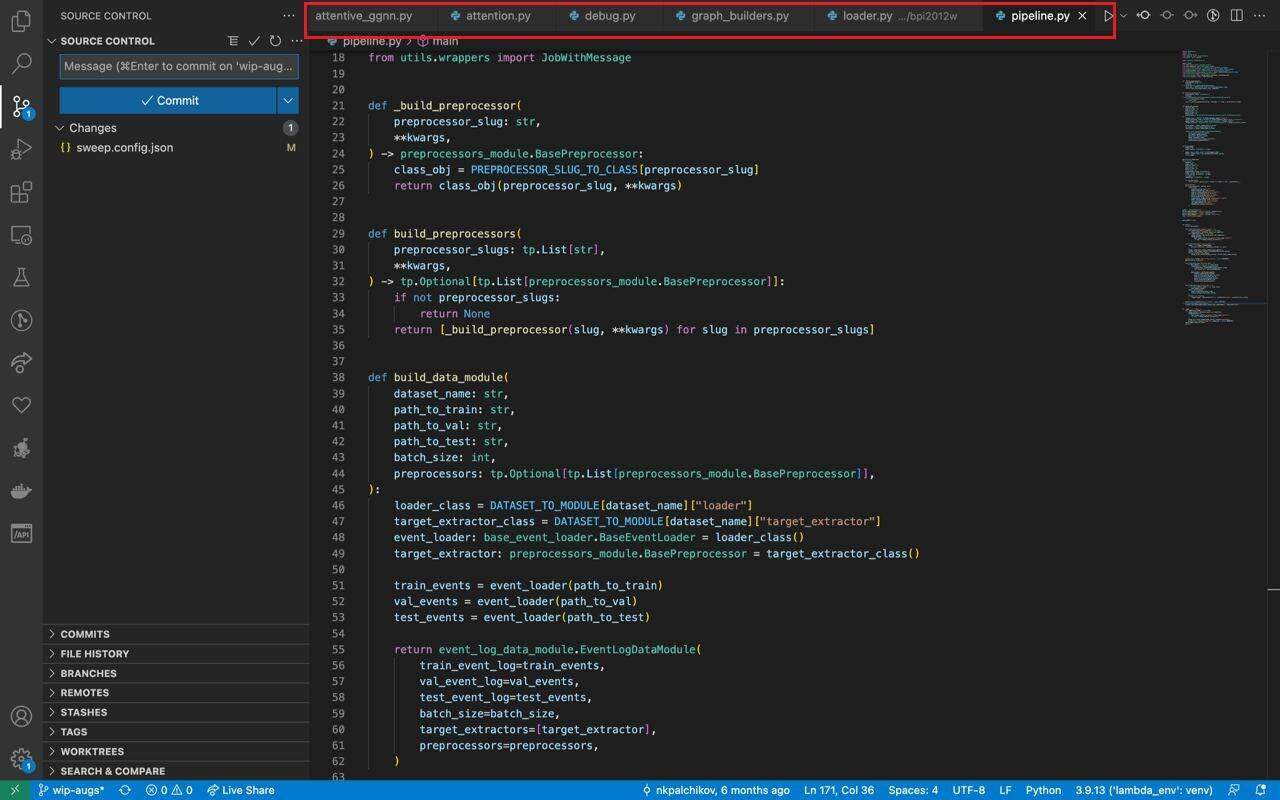 SOURCE CONTROL
SOURCE CONTROL
Message (⌘Enter to commit on 'wip-aug...
Commit
Changes 1
{} sweep.config.json M
COMMITS
FILE HISTORY
BRANCHES
REMOTES
STASHES
TAGS
WORKTREES
SEARCH & COMPARE
1
/API
1
attentive_ggnn.py attention.py debug.py graph_builders.py loader.py .../bpi2012w pipeline.py
pipeline.py > main
18 from utils.wrappers import JobWithMessage
19
20
21 def _build_preprocessor(
22 preprocessor_slug: str,
23 **kwargs,
24 ) -> preprocessors_module.BasePreprocessor:
25 class_obj = PREPROCESSOR_SLUG_TO_CLASS[preprocessor_slug]
26 return class_obj(preprocessor_slug, **kwargs)
27
28
29 def build_preprocessors(
30 preprocessor_slugs: tp.List[str],
31 **kwargs,
32 ) -> tp.Optional[tp.List[preprocessors_module.BasePreprocessor]]:
33 if not preprocessor_slugs:
34 return None
35 return [_build_preprocessor(slug, **kwargs) for slug in preprocessor_slugs]
36
37
38 def build_data_module(
39 dataset_name: str,
40 path_to_train: str,
41 path_to_val: str,
42 path_to_test: str,
43 batch_size: int,
44 preprocessors: tp.Optional[tp.List[preprocessors_module.BasePreprocessor]],
45 ):
46 loader_class = DATASET_TO_MODULE[dataset_name]["loader"]
47 target_extractor_class = DATASET_TO_MODULE[dataset_name]["target_extractor"]
48 event_loader: base_event_loader.BaseEventLoader = loader_class()
49 target_extractor: preprocessors_module.BasePreprocessor = target_extractor_class()
50
51 train_events = event_loader(path_to_train)
52 val_events = event_loader(path_to_val)
53 test_events = event_loader(path_to_test)
54
55 return event_log_data_module.EventLogDataModule(
56 train_event_log=train_events,
57 val_event_log=val_events,
58 test_event_log=test_events,
59 batch_size=batch_size,
60 target_extractors=[target_extractor],
61 preprocessors=preprocessors,
62 )
63
wip-augs* 0 0 Live Share nkpalchikov, 6 months ago Ln 171, Col 36 Spaces: 4 UTF-8 LF Python 3.9.13 ('lambda_env': venv)